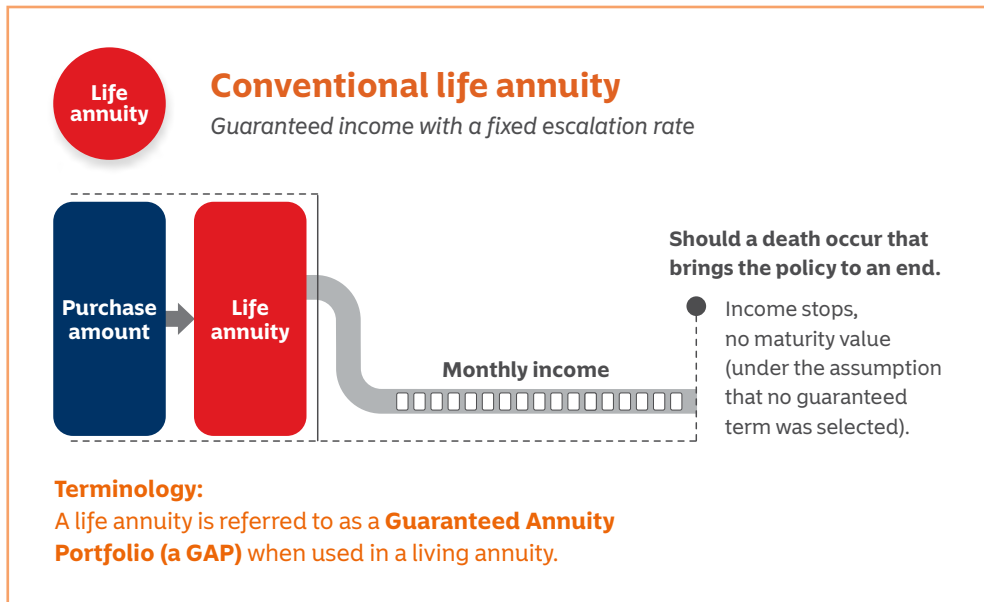 Life
annuity
Conventional life annuity
Guaranteed income with a fixed escalation rate
Purchase
amount
Life
annuity
Monthly income
Should a death occur that
brings the policy to an end.
Income stops,
no maturity value
(under the assumption
that no guaranteed
term was selected).
Terminology:
A life annuity is referred to as a Guaranteed Annuity
Portfolio (a GAP) when used in a living annuity.